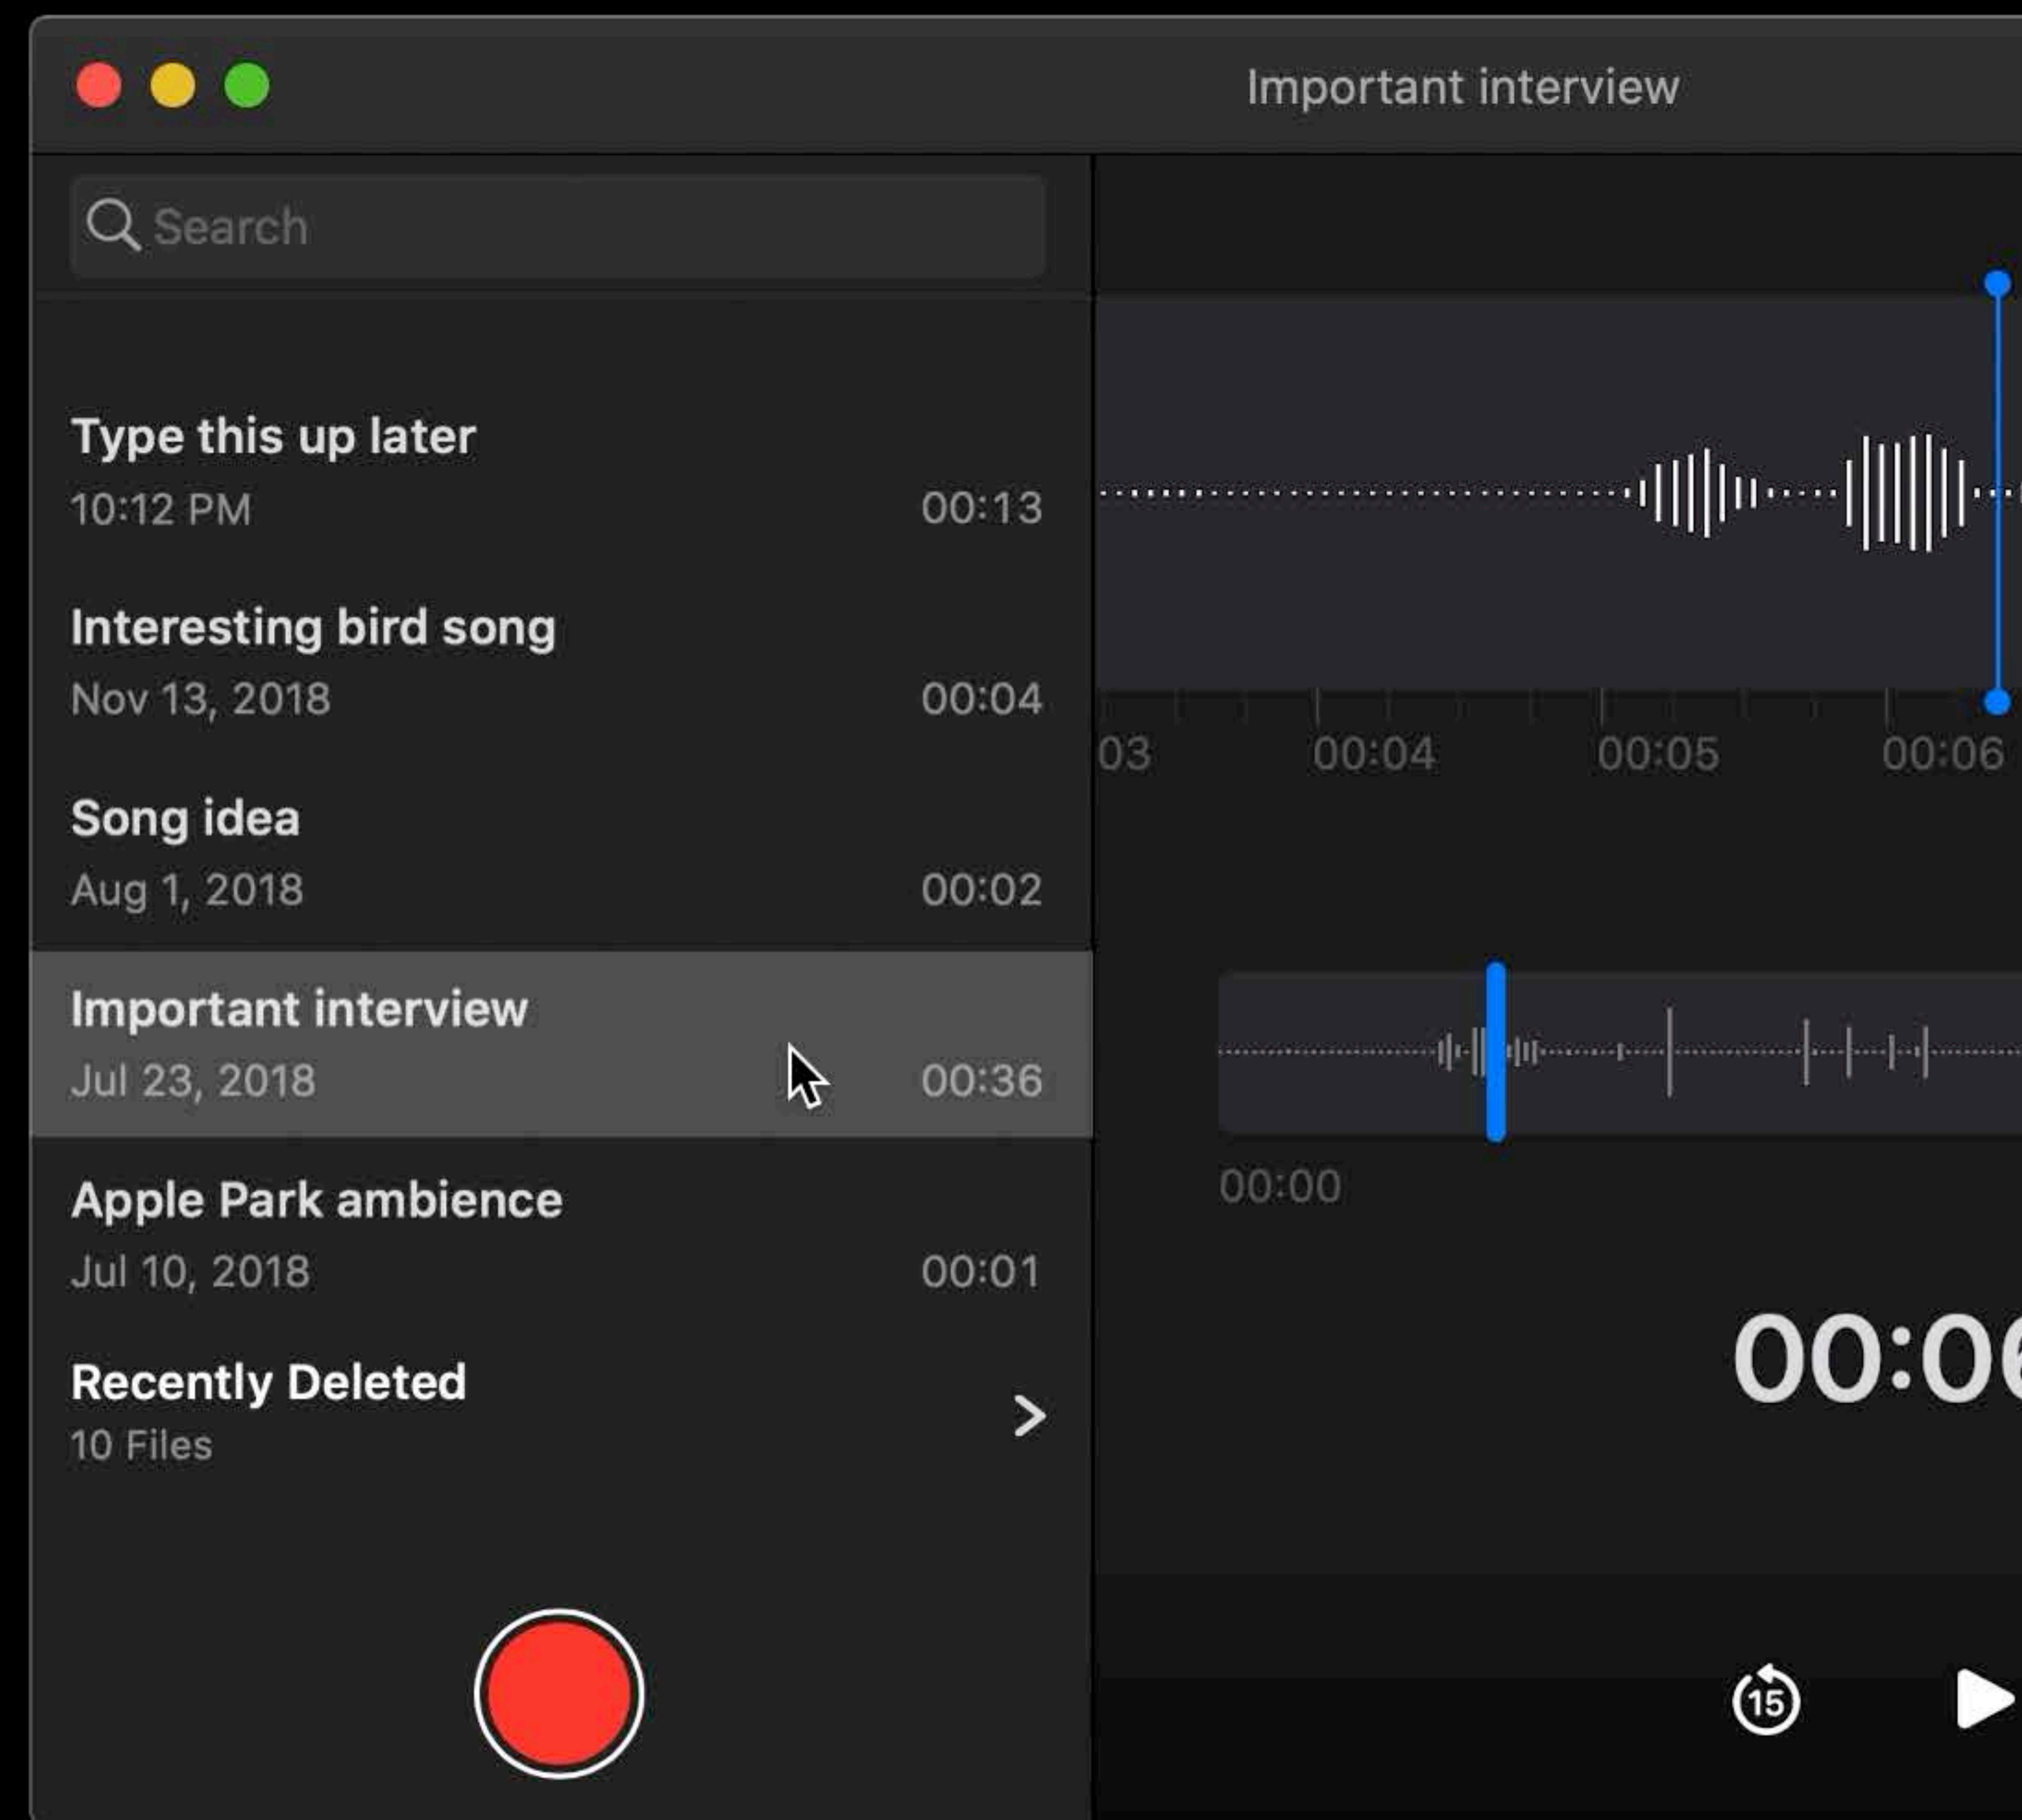 Important interview
Search
Type this up later
10:12 PM 00:13
Interesting bird song
Nov 13, 2018 00:04
Song idea
Aug 1, 2018 00:02
Important interview
Jul 23, 2018 00:36
Apple Park ambience
Jul 10, 2018 00:01
Recently Deleted
10 Files
03 00:04 00:05 00:06
00:00
00:06
15